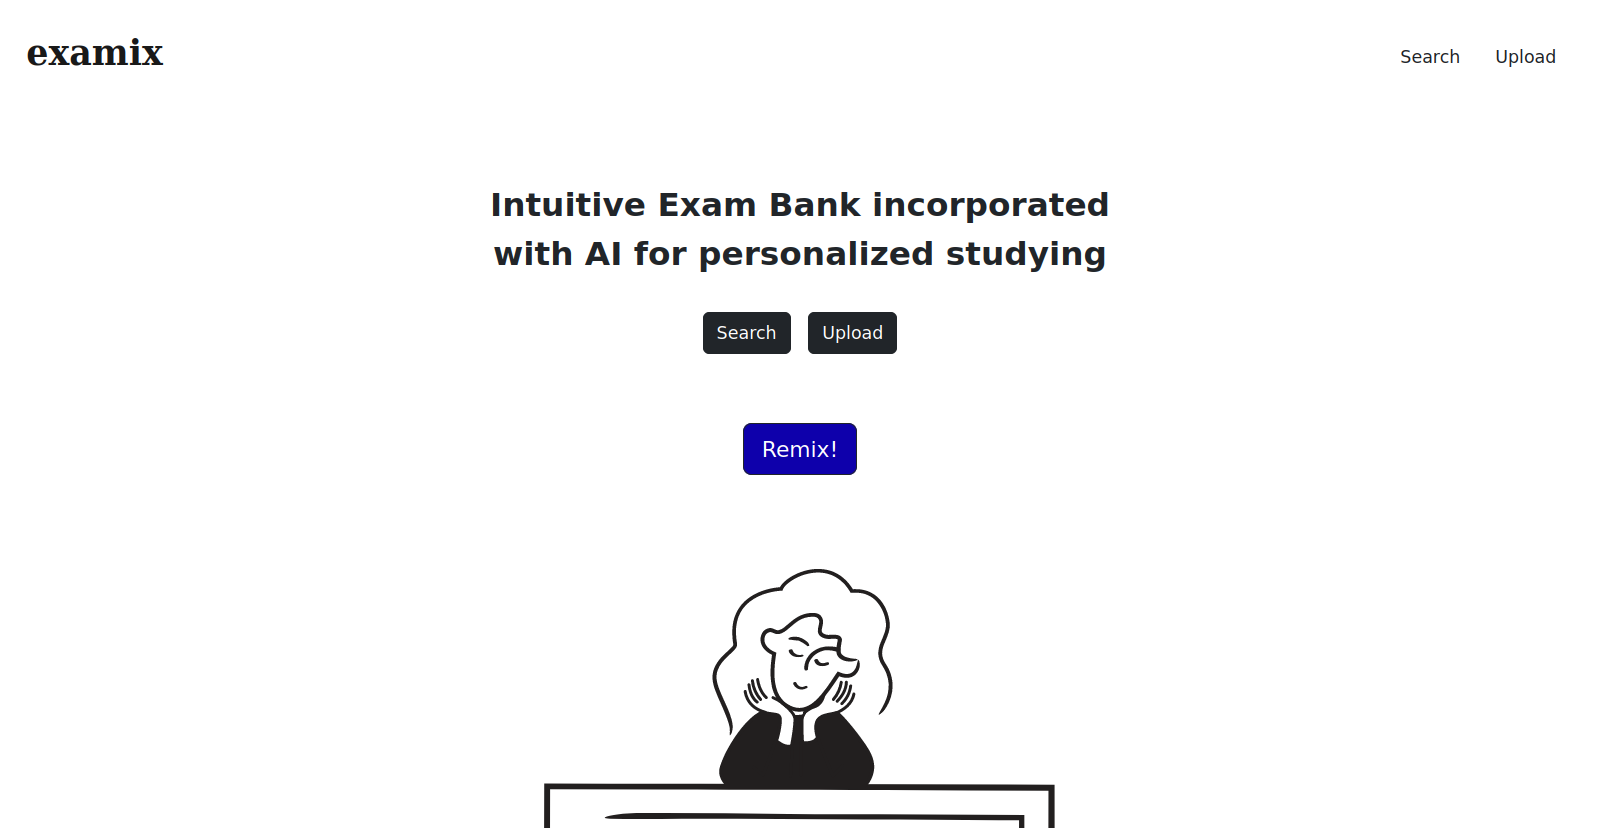 examix
Search
Upload
Intuitive Exam Bank incorporated
with AI for personalized studying
Search
Upload
Remix!